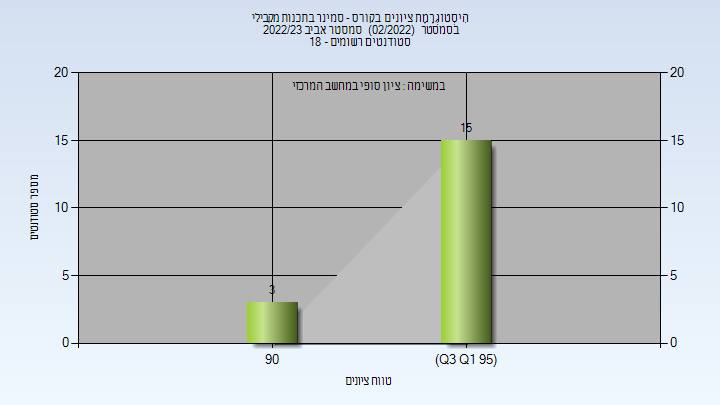 היסטוגרמת ציונים בקורס - סמינר בתכנות מקבילי
בסמסטר (02/2022) סמסטר אביב 2022/23
סטודנטים רשומים - 18
במשימה : ציון סופי במחשב המרכזי
20
15
10
5
0
20
15
10
5
0
מספר סטודנטים
3
15
90
(Q3 Q1 95)
טווח ציונים